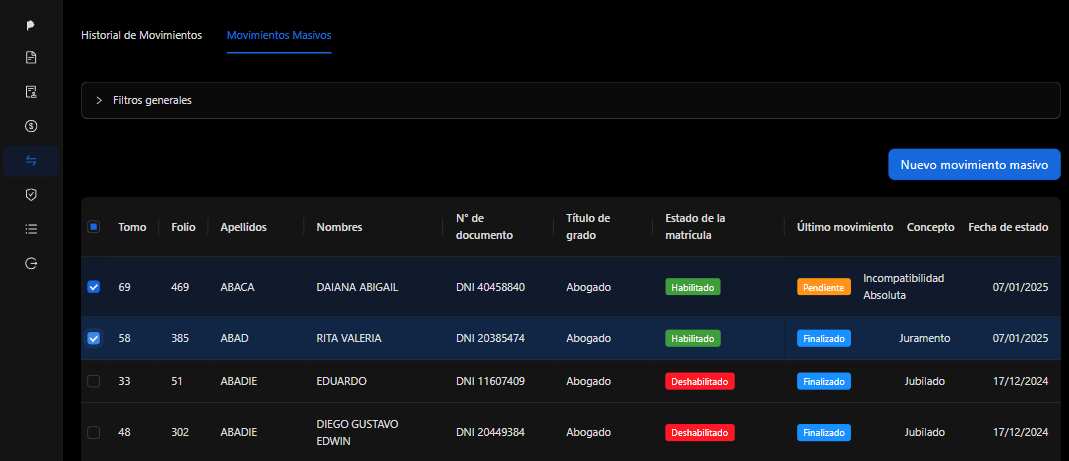 Historial de Movimientos Movimientos Masivos
Filtros generales
Nuevo movimiento masivo
Tomo Folio Apellidos Nombres N° de documento Título de grado Estado de la matrícula Último movimiento Concepto Fecha de estado
69 469 ABACA DAIANA ABIGAIL DNI 40458840 Abogado Habilitado Pendiente Incompatibilidad Absoluta 07/01/2025
58 385 ABAD RITA VALERIA DNI 20385474 Abogado Habilitado Finalizado Juramento 07/01/2025
33 51 ABADIE EDUARDO DNI 11607409 Abogado Deshabilitado Finalizado Jubilado 17/12/2024
48 302 ABADIE DIEGO GUSTAVO EDWIN DNI 20449384 Abogado Deshabilitado Finalizado Jubilado 17/12/2024